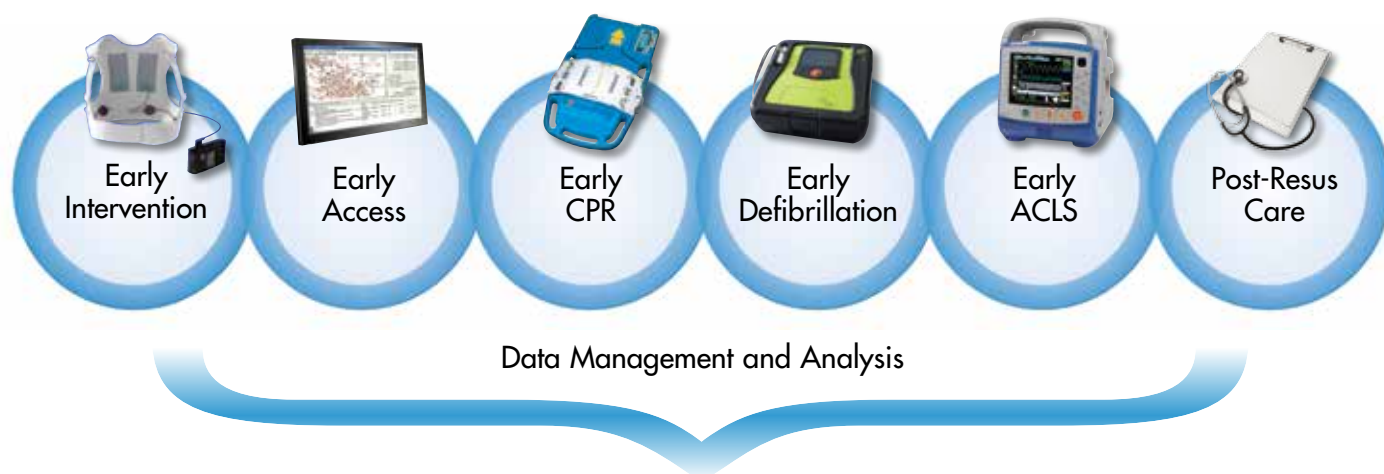 Early
Intervention
Early
Access
Early
CPR
Early
Defibrillation
Early
ACLS
Post-Resus
Care
Data Management and Analysis